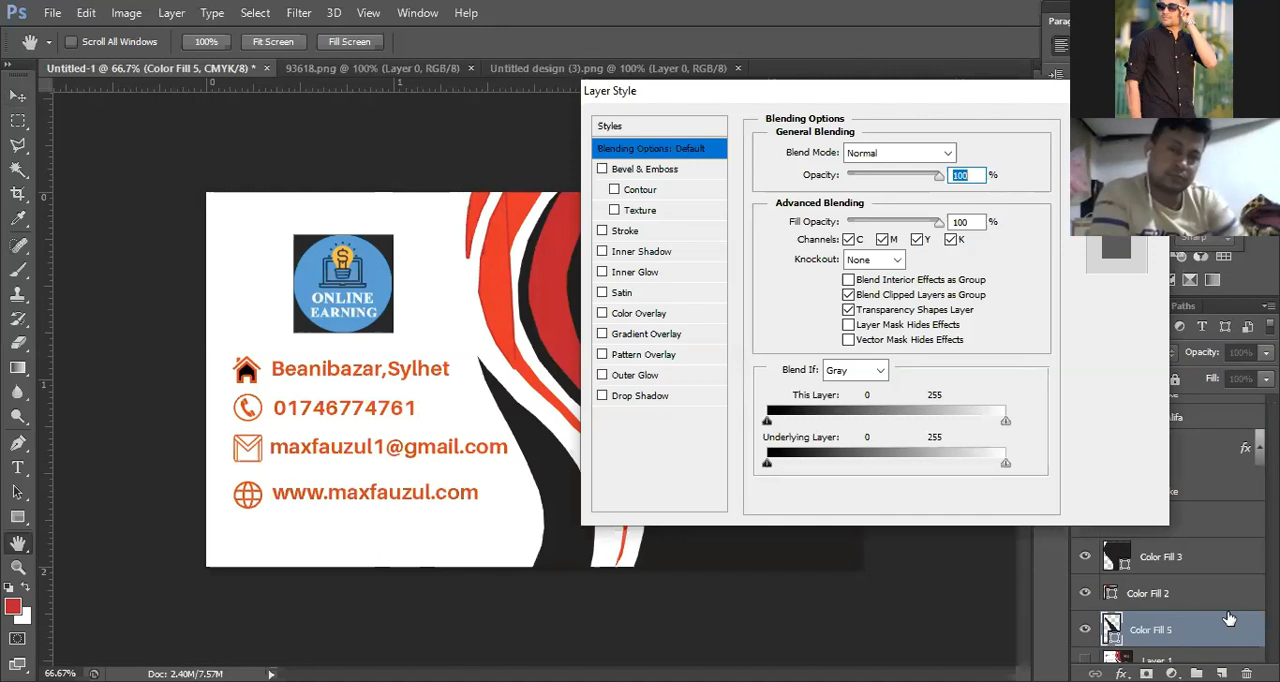 Ps File Edit Image Layer Type Select Filter 3D View Window Help
Scroll All Windows 100% Fit Screen Fill Screen
Untitled-1 @ 66.7% (Color Fill 5, CMYK/8) * × 93618.png @ 100% (Layer 0, RGB/8) × Untitled design (3).png @ 100% (Layer 0, RGB/8) ×
0 1
0
1
2
ONLINE
EARNING
Beanibazar,Sylhet
01746774761
maxfauzul1@gmail.com
www.maxfauzul.com
Layer Style
Styles
Blending Options: Default
Bevel & Emboss
Contour
Texture
Stroke
Inner Shadow
Inner Glow
Satin
Color Overlay
Gradient Overlay
Pattern Overlay
Outer Glow
Drop Shadow
Blending Options
General Blending
Blend Mode: Normal
Opacity: 100 %
Advanced Blending
Fill Opacity: 100 %
Channels: C M Y K
Knockout: None
Blend Interior Effects as Group
Blend Clipped Layers as Group
Transparency Shapes Layer
Layer Mask Hides Effects
Vector Mask Hides Effects
Blend If: Gray
This Layer: 0 255
Underlying Layer: 0 255
Parag
Paths
Opacity: 100%
Fill: 100%
fx
Color Fill 3
Color Fill 2
Color Fill 5
Layer 1
66.67% Doc: 2.40M/7.57M